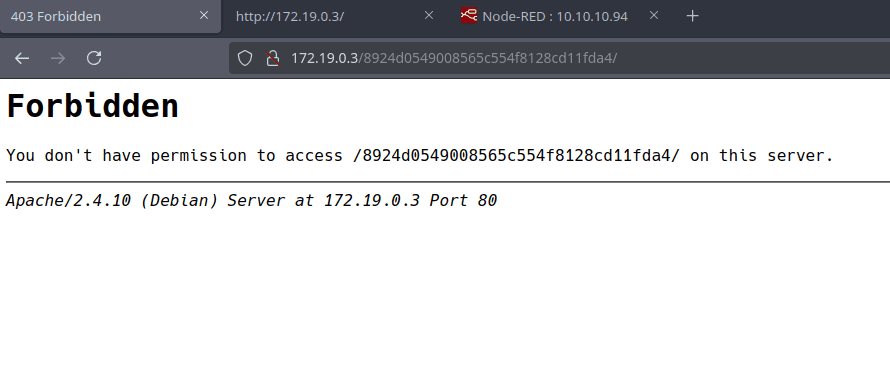 403 Forbidden
http://172.19.0.3/
Node-RED : 10.10.10.94
172.19.0.3/8924d0549008565c554f8128cd11fda4/
Forbidden
You don't have permission to access /8924d0549008565c554f8128cd11fda4/ on this server.
Apache/2.4.10 (Debian) Server at 172.19.0.3 Port 80